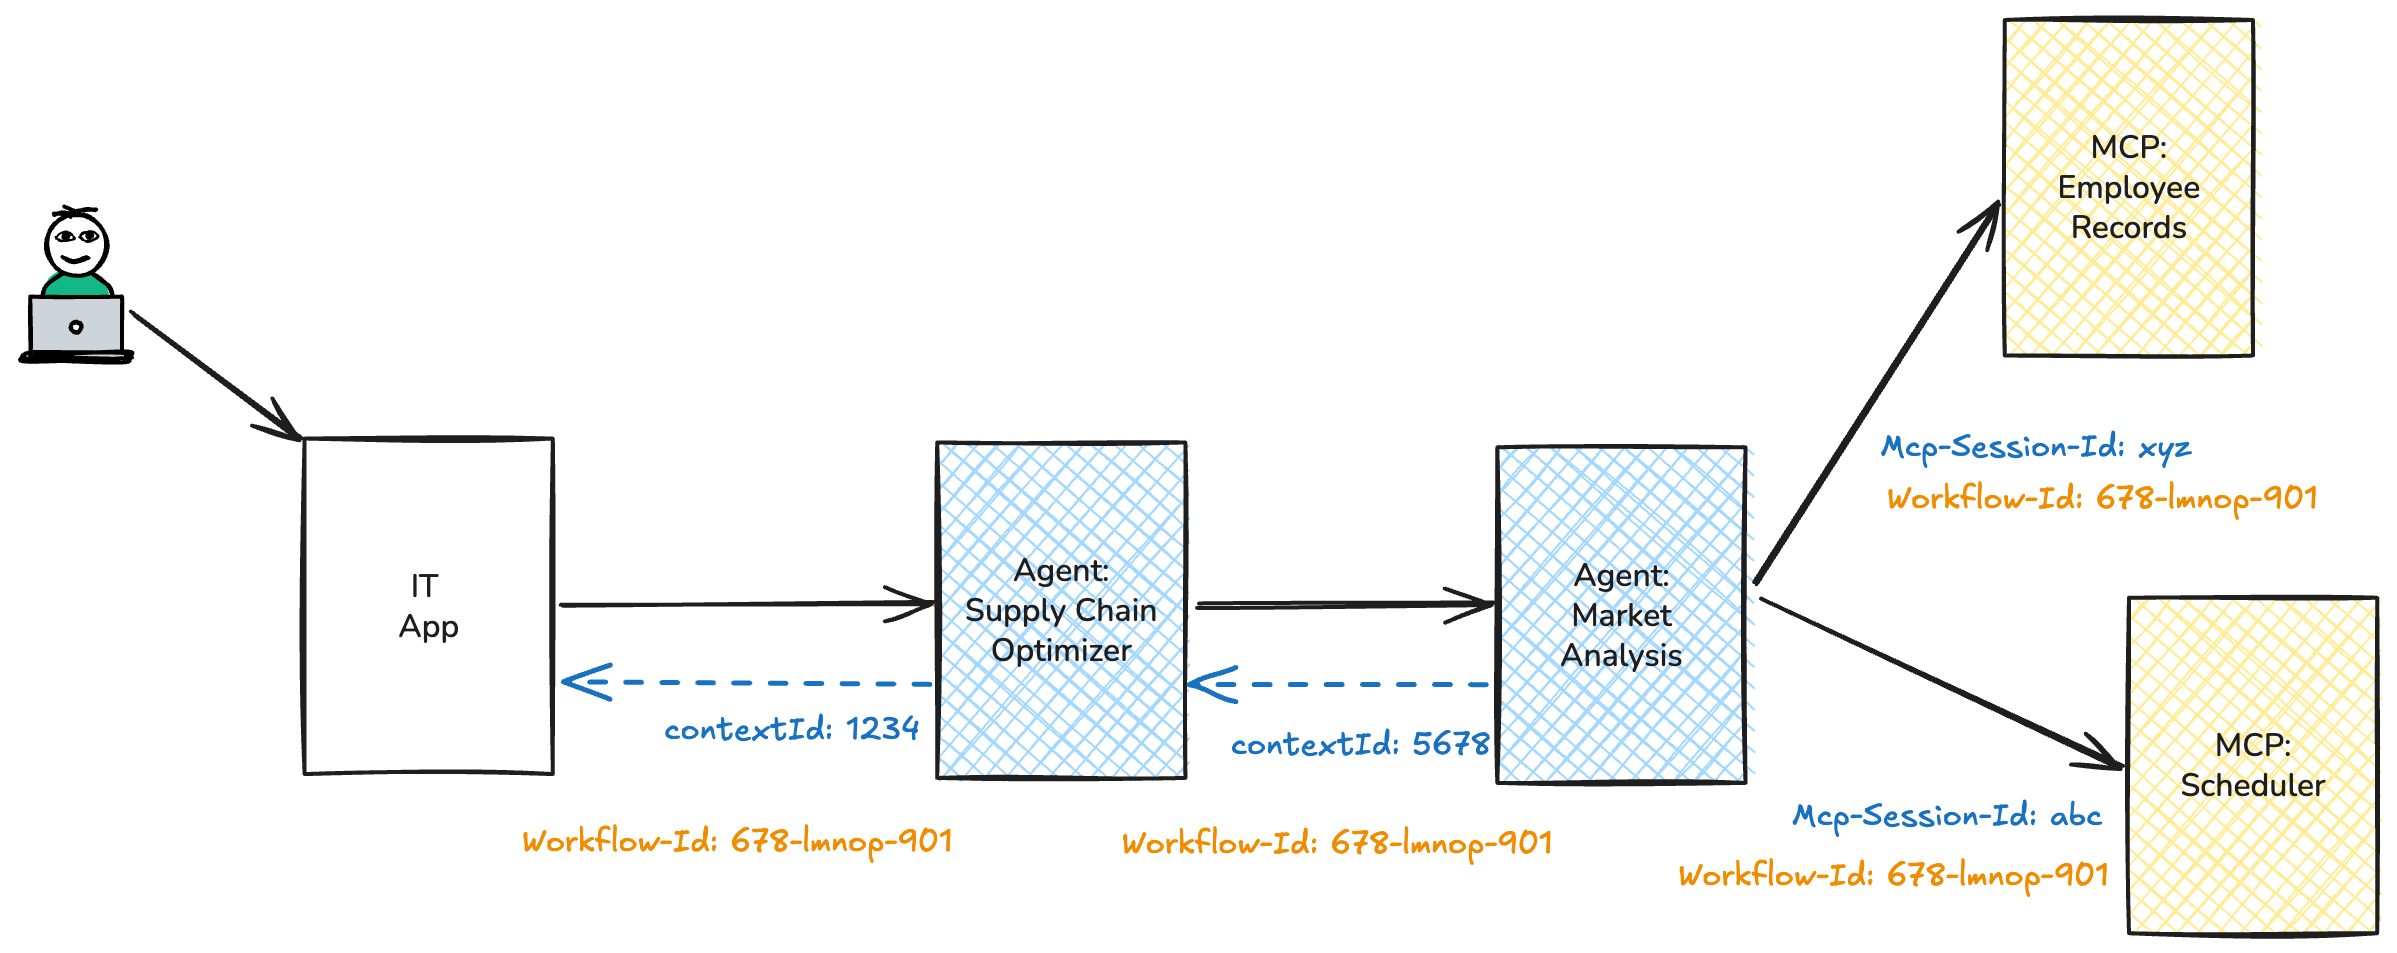 MCP:
Employee
Records
Mcp-Session-Id: xyz
Workflow-Id: 678-lmnop-901
IT
App
Agent:
Supply Chain
Optimizer
Agent:
Market
Analysis
contextId: 1234
contextId: 5678
MCP:
Scheduler
Mcp-Session-Id: abc
Workflow-Id: 678-lmnop-901
Workflow-Id: 678-lmnop-901
Workflow-Id: 678-lmnop-901